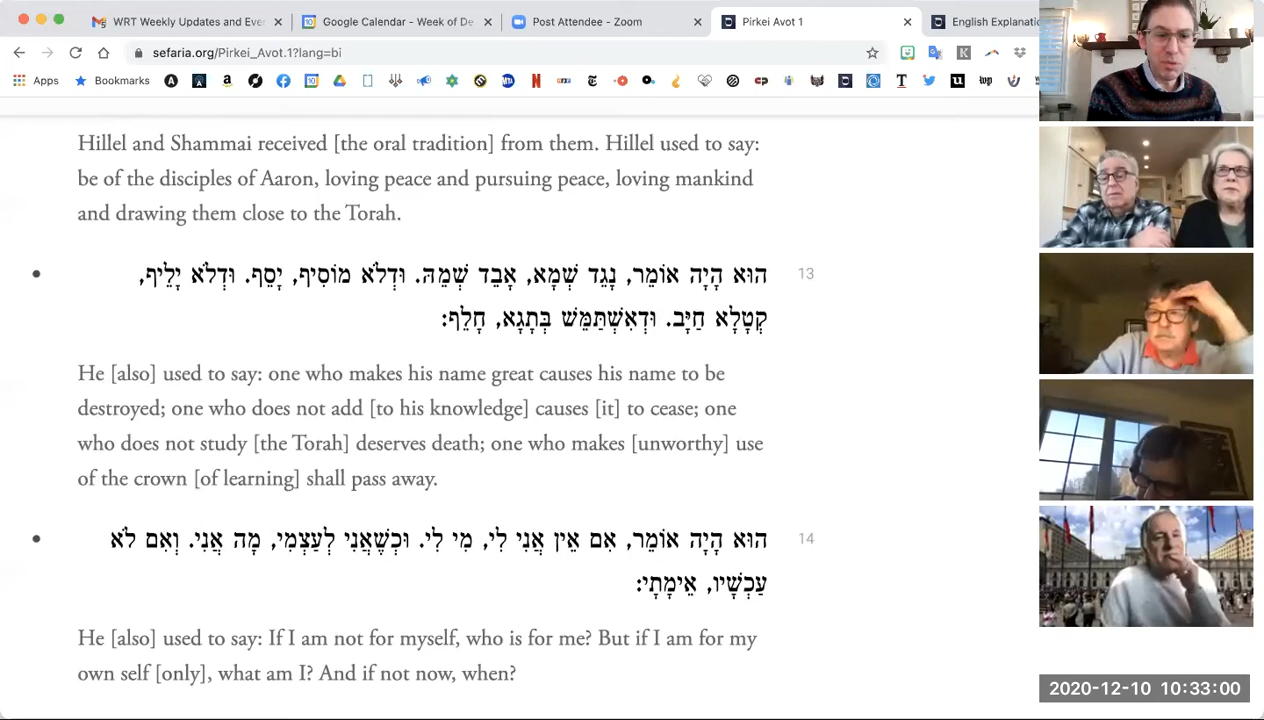 WRT Weekly Updates and Ever
Google Calendar - Week of De
Post Attendee - Zoom
Pirkei Avot 1
English Explanation
sefaria.org/Pirkei_Avot.1?lang=bi
Apps
Bookmarks
Hillel and Shammai received [the oral tradition] from them. Hillel used to say:
be of the disciples of Aaron, loving peace and pursuing peace, loving mankind
and drawing them close to the Torah.
הוּא הָיָה אוֹמֵר, נָגֵד שְׁמָא, אָבֵד שְׁמֵהּ. וּדְלֹא מוֹסִיף, יָסֵף. וּדְלֹא יָלֵיף,
13
קְטָלָא חַיָּב. וּדְאִשְׁתַּמֵּשׁ בְּתָגָא, חָלֵף:
He [also] used to say: one who makes his name great causes his name to be
destroyed; one who does not add [to his knowledge] causes [it] to cease; one
who does not study [the Torah] deserves death; one who makes [unworthy] use
of the crown [of learning] shall pass away.
הוּא הָיָה אוֹמֵר, אִם אֵין אֲנִי לִי, מִי לִי. וּכְשֶׁאֲנִי לְעַצְמִי, מָה אֲנִי. וְאִם לֹא
14
עַכְשָׁיו, אֵימָתַי:
He [also] used to say: If I am not for myself, who is for me? But if I am for my
own self [only], what am I? And if not now, when?
2020-12-10 10:33:00